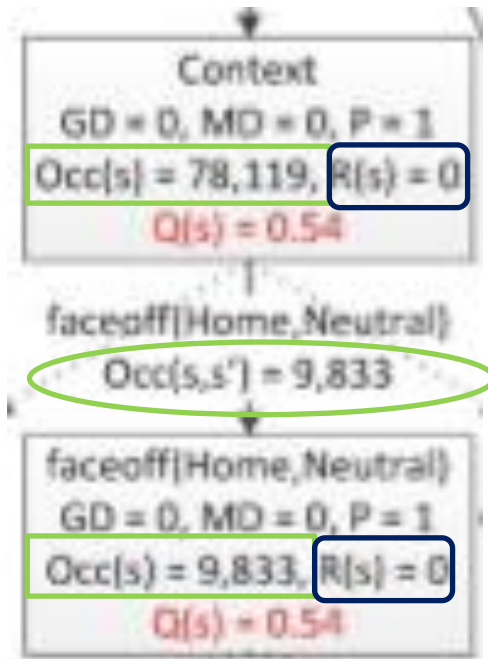 Context
GD = 0, MD = 0, P = 1
Occ(s) = 78,119, R(s) = 0
Q(s) = 0.54
faceoff(Home,Neutral)
Occ(s,s') = 9,833
faceoff(Home,Neutral)
GD = 0, MD = 0, P = 1
Occ(s) = 9,833, R(s) = 0
Q(s) = 0.54